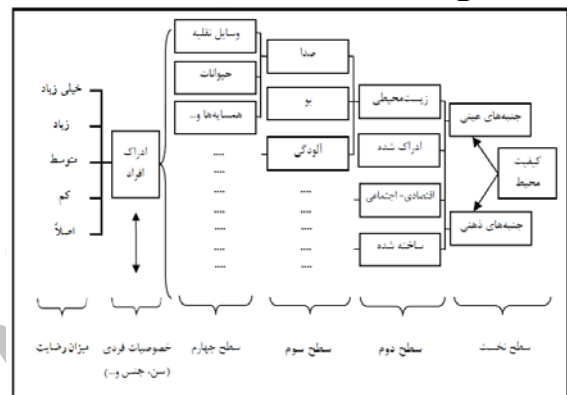 کیفیت
محیط
جنبه‌های عینی
جنبه‌های ذهنی
زیست‌محیطی
ادراک شده
اقتصادی- اجتماعی
ساخته شده
صدا
بو
آلودگی
....
....
....
....
وسایل نقلیه
حیوانات
همسایه‌ها و...
....
....
....
....
....
ادراک
افراد
خیلی زیاد
زیاد
متوسط
کم
اصلاً
سطح نخست
سطح دوم
سطح سوم
سطح چهارم
خصوصیات فردی
(سن، جنس و...)
میزان رضایت